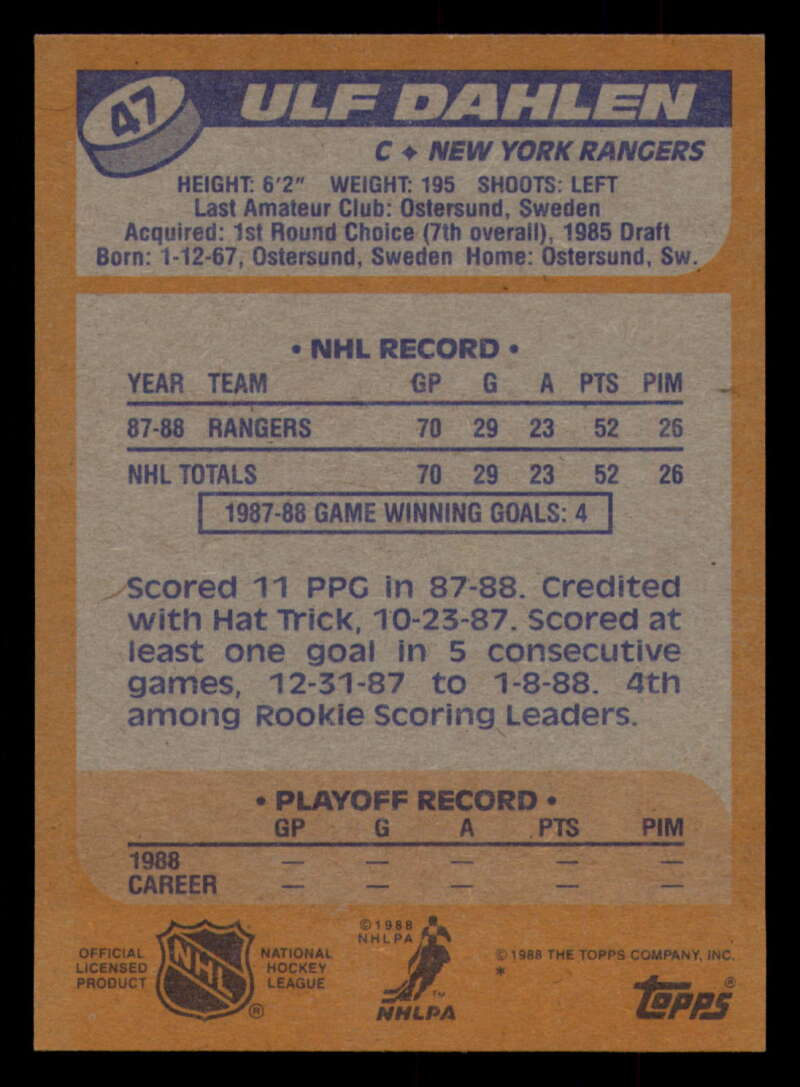 47
ULF DAHLEN
C ♦ NEW YORK RANGERS
HEIGHT: 6'2" WEIGHT: 195 SHOOTS: LEFT
Last Amateur Club: Ostersund, Sweden
Acquired: 1st Round Choice (7th overall), 1985 Draft
Born: 1-12-67, Ostersund, Sweden Home: Ostersund, Sw.
• NHL RECORD •
YEAR TEAM GP G A PTS PIM
87-88 RANGERS 70 29 23 52 26
NHL TOTALS 70 29 23 52 26
1987-88 GAME WINNING GOALS: 4
Scored 11 PPG in 87-88. Credited
with Hat Trick, 10-23-87. Scored at
least one goal in 5 consecutive
games, 12-31-87 to 1-8-88. 4th
among Rookie Scoring Leaders.
• PLAYOFF RECORD •
GP G A PTS PIM
1988 — — — — —
CAREER — — — — —
OFFICIAL
LICENSED
PRODUCT
NHL
®
NATIONAL
HOCKEY
LEAGUE
©1988
NHLPA
TM
NHLPA
©1988 THE TOPPS COMPANY, INC.
*
topps®